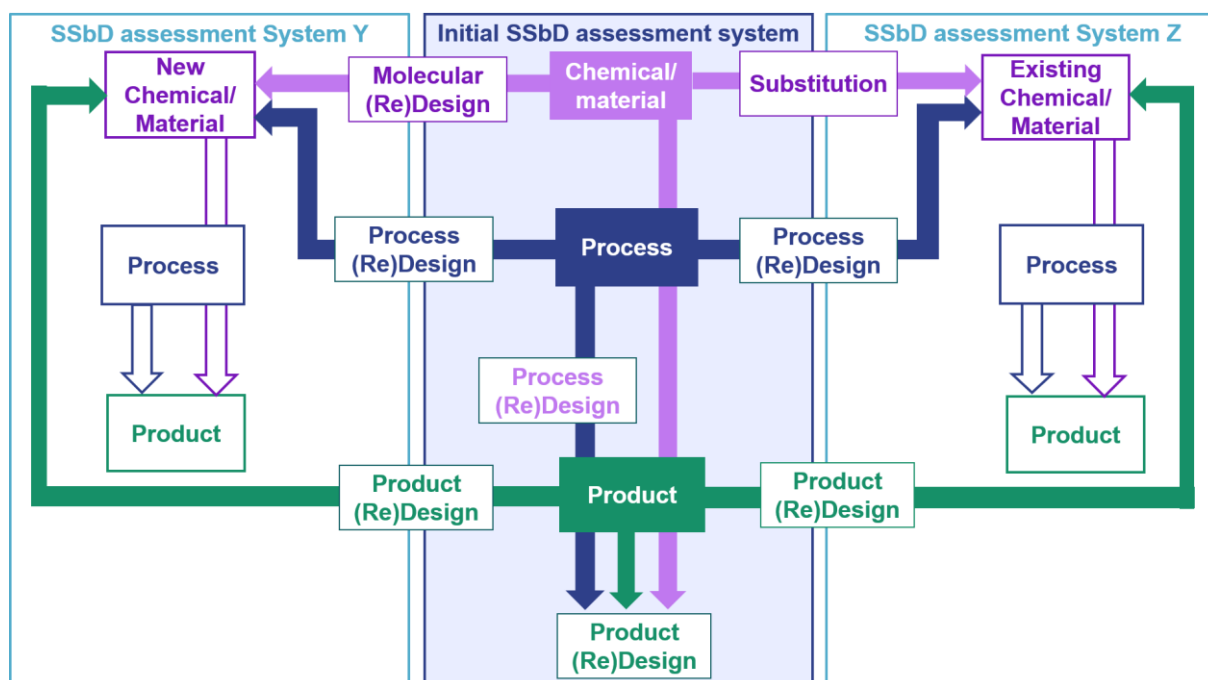 SSbD assessment System Y
Initial SSbD assessment system
SSbD assessment System Z
New
Chemical/
Material
Molecular
(Re)Design
Chemical/
material
Substitution
Existing
Chemical/
Material
Process
Process
(Re)Design
Process
Process
(Re)Design
Process
Process
(Re)Design
Product
Product
Product
(Re)Design
Product
Product
(Re)Design
Product
(Re)Design